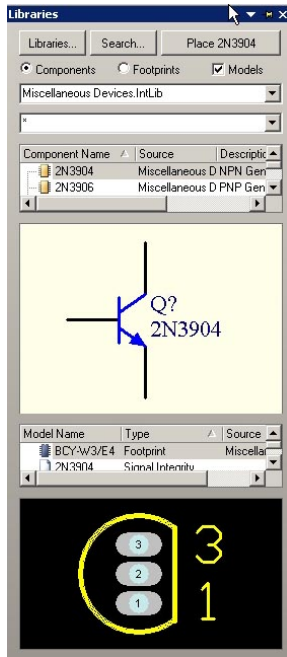 Libraries
Libraries... Search... Place 2N3904
Components Footprints Models
Miscellaneous Devices.IntLib
*
Component Name Source Descriptic
2N3904 Miscellaneous D NPN Gen
2N3906 Miscellaneous D PNP Gen
Q?
2N3904
Model Name Type Source
BCY-W3/E4 Footprint Miscellar
2N3904 Signal Integrity
3
2
1
3
1